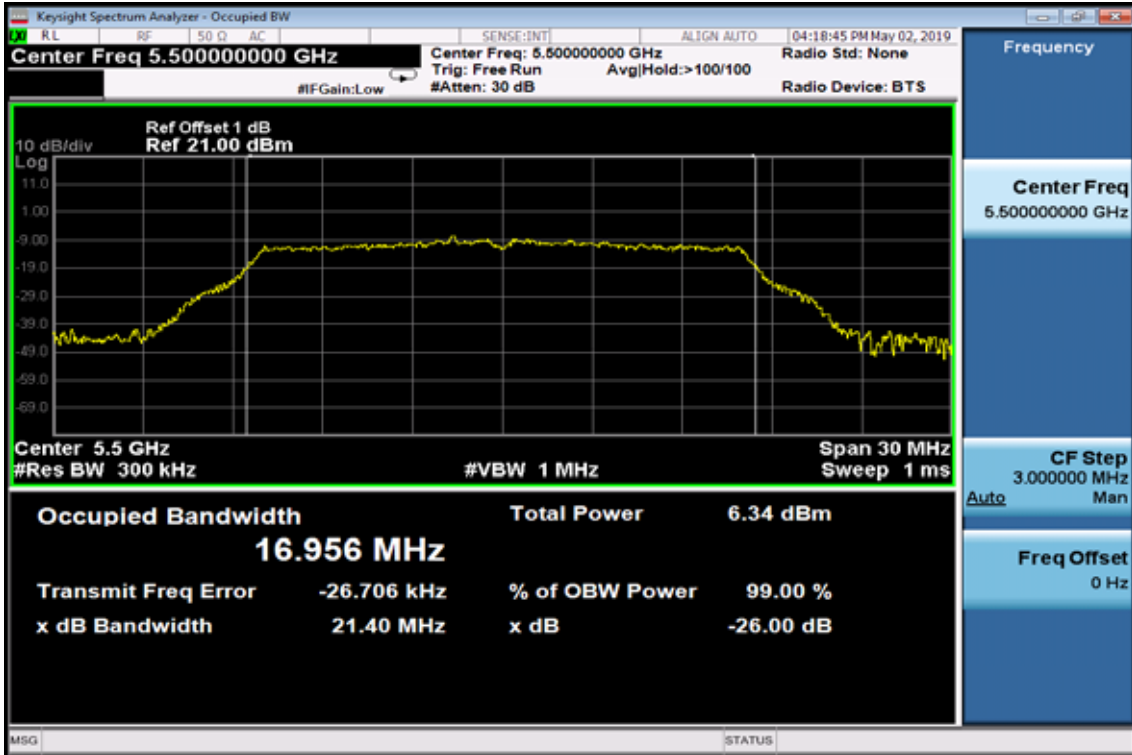 Keysight Spectrum Analyzer - Occupied BW
RL RF 50 Ω AC SENSE:INT ALIGN AUTO 04:18:45 PM May 02, 2019
Center Freq 5.500000000 GHz
Center Freq: 5.500000000 GHz Radio Std: None
Trig: Free Run Avg|Hold:>100/100
#IFGain:Low #Atten: 30 dB Radio Device: BTS
Ref Offset 1 dB
10 dB/div Ref 21.00 dBm
Log
11.0
1.00
-9.00
-19.0
-29.0
-39.0
-49.0
-59.0
-69.0
Center 5.5 GHz Span 30 MHz
#Res BW 300 kHz #VBW 1 MHz Sweep 1 ms
Occupied Bandwidth Total Power 6.34 dBm
16.956 MHz
Transmit Freq Error -26.706 kHz % of OBW Power 99.00 %
x dB Bandwidth 21.40 MHz x dB -26.00 dB
MSG STATUS
Frequency
Center Freq
5.500000000 GHz
CF Step
3.000000 MHz
Auto Man
Freq Offset
0 Hz